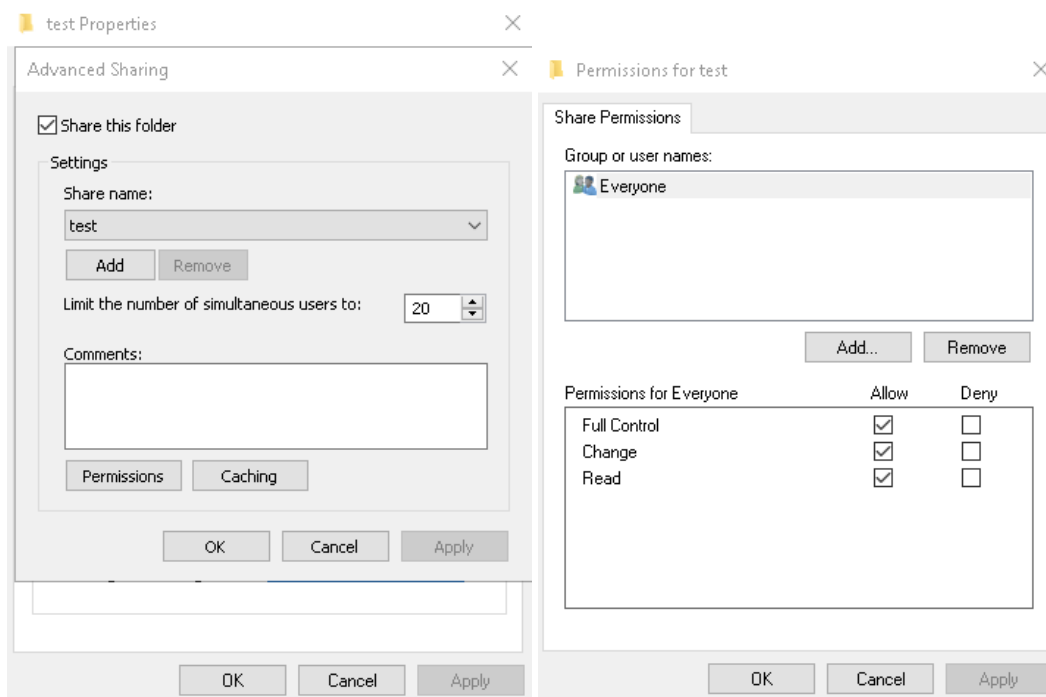 test Properties
Advanced Sharing
Share this folder
Settings
Share name:
test
Add
Remove
Limit the number of simultaneous users to:
20
Comments:
Permissions
Caching
OK
Cancel
Apply
OK
Cancel
Apply
Permissions for test
Share Permissions
Group or user names:
Everyone
Add...
Remove
Permissions for Everyone
Allow
Deny
Full Control
Change
Read
OK
Cancel
Apply